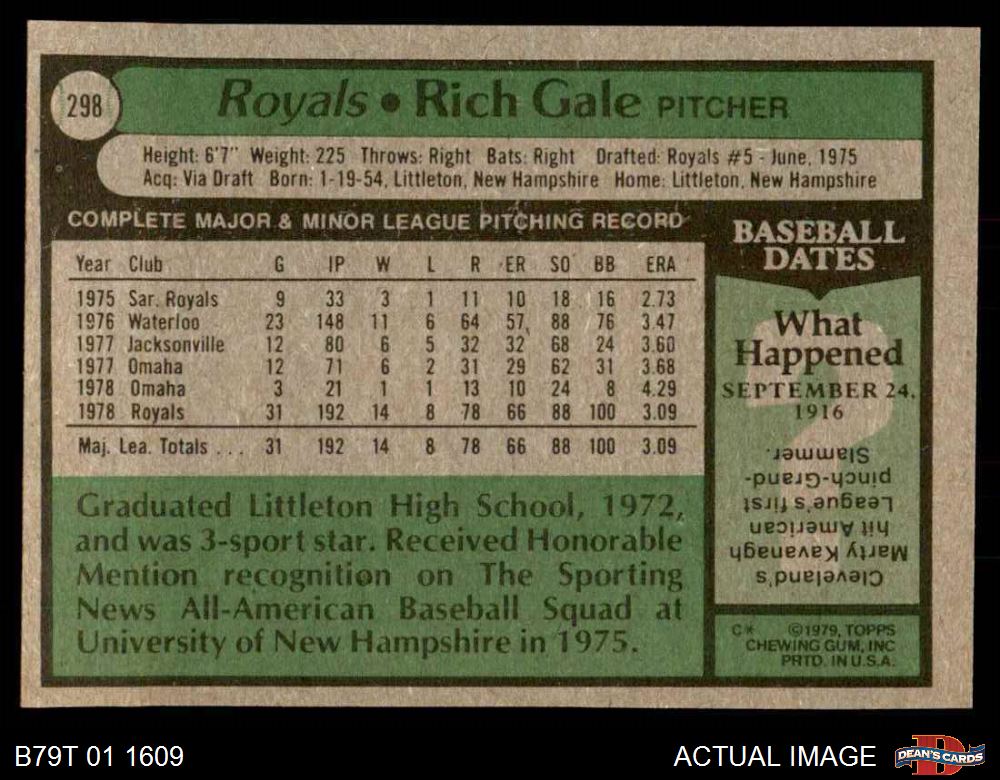 298
Royals • Rich Gale PITCHER
Height: 6'7" Weight: 225 Throws: Right Bats: Right Drafted: Royals #5 - June, 1975
Acq: Via Draft Born: 1-19-54, Littleton, New Hampshire Home: Littleton, New Hampshire
COMPLETE MAJOR & MINOR LEAGUE PITCHING RECORD
Year Club G IP W L R ER SO BB ERA
1975 Sar. Royals 9 33 3 1 11 10 18 16 2.73
1976 Waterloo 23 148 11 6 64 57 88 76 3.47
1977 Jacksonville 12 80 6 5 32 32 68 24 3.60
1977 Omaha 12 71 6 2 31 29 62 31 3.68
1978 Omaha 3 21 1 1 13 10 24 8 4.29
1978 Royals 31 192 14 8 78 66 88 100 3.09
Maj. Lea. Totals . . . 31 192 14 8 78 66 88 100 3.09
Graduated Littleton High School, 1972,
and was 3-sport star. Received Honorable
Mention recognition on The Sporting
News All-American Baseball Squad at
University of New Hampshire in 1975.
BASEBALL
DATES
What
Happened
SEPTEMBER 24,
1916
?
Cleveland's
Marty Kavanagh
hit American
League's first
pinch-Grand-
Slammer.
C* ©1979, TOPPS
CHEWING GUM, INC
PRTD. IN U.S.A.
B79T 01 1609
ACTUAL IMAGE
D
DEAN'S CARDS